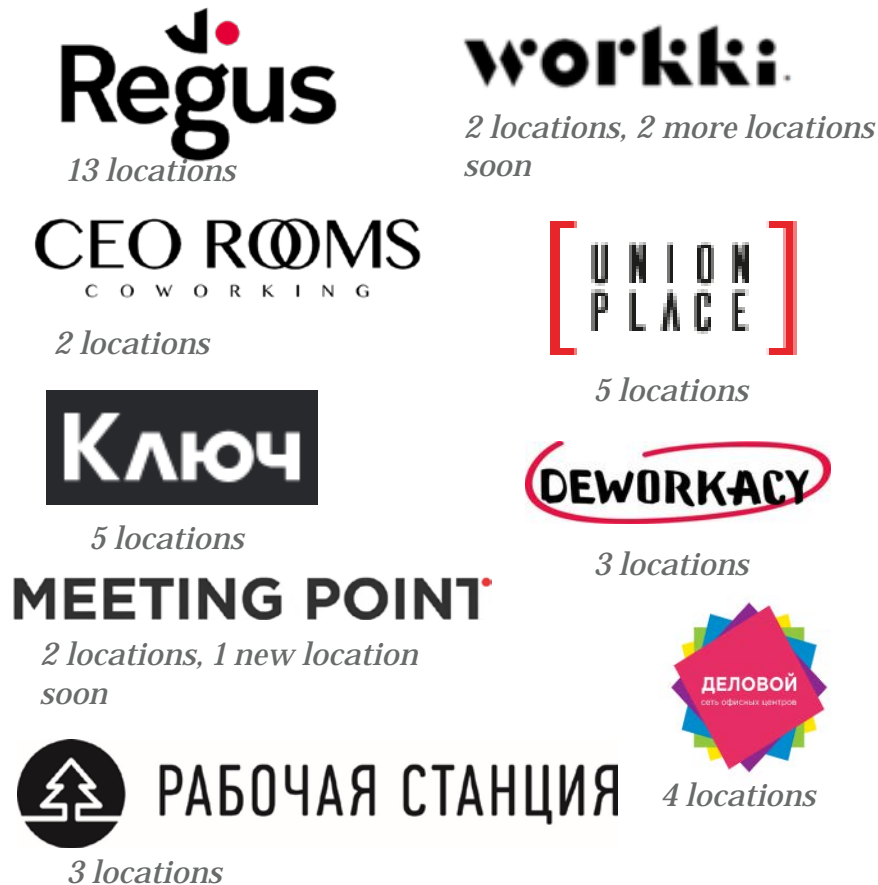 Regus
13 locations
workki.
2 locations, 2 more locations
soon
CEO ROOMS
COWORKING
2 locations
UNION
PLACE
5 locations
Ключ
5 locations
DEWORKACY
3 locations
MEETING POINT
2 locations, 1 new location
soon
ДЕЛОВОЙ
сеть офисных центров
4 locations
РАБОЧАЯ СТАНЦИЯ
3 locations